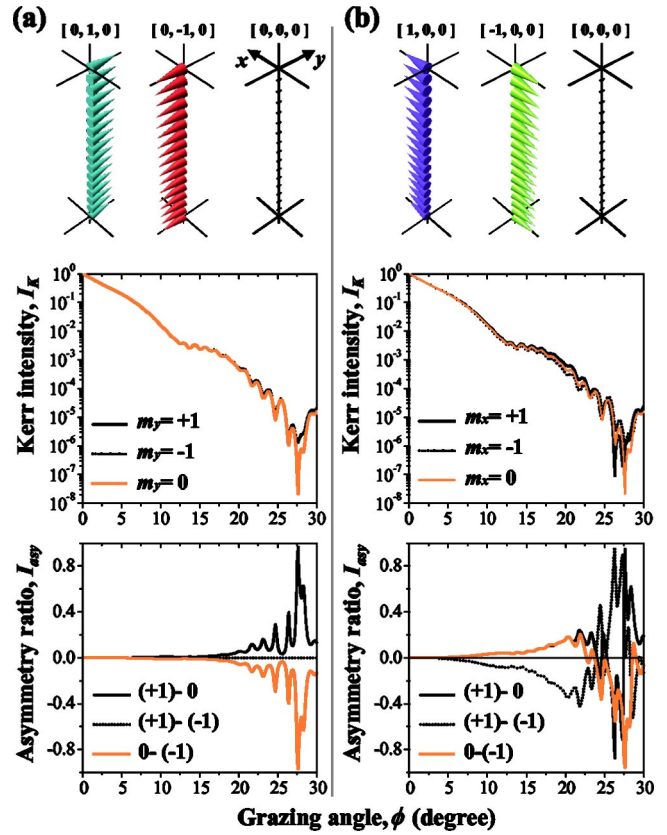 (a) [ 0, 1, 0 ] [ 0, -1, 0 ] [ 0, 0, 0 ]
x y
Kerr intensity, I_K
10^0
10^-1
10^-2
10^-3
10^-4
10^-5
10^-6
10^-7
10^-8
m_y= +1
m_y= -1
m_y= 0
0 5 10 15 20 25 30
Asymmetry ratio, I_asy
0.8
0.4
0.0
-0.4
-0.8
(+1)- 0
(+1)- (-1)
0- (-1)
0 5 10 15 20 25 30
(b) [ 1, 0, 0 ] [ -1, 0, 0 ] [ 0, 0, 0 ]
Kerr intensity, I_K
10^0
10^-1
10^-2
10^-3
10^-4
10^-5
10^-6
10^-7
10^-8
m_x= +1
m_x= -1
m_x= 0
0 5 10 15 20 25 30
Asymmetry ratio, I_asy
0.8
0.4
0.0
-0.4
-0.8
(+1)- 0
(+1)- (-1)
0-(-1)
0 5 10 15 20 25 30
Grazing angle, ϕ (degree)